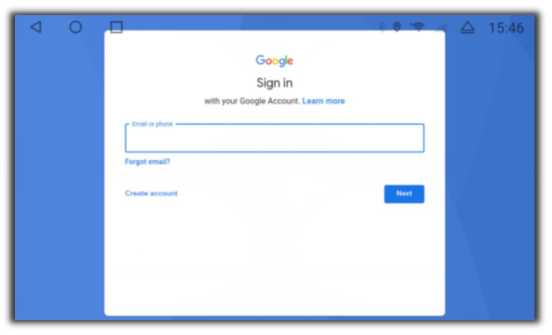 15:46
Google
Sign in
with your Google Account. Learn more
Email or phone
Forgot email?
Create account
Next